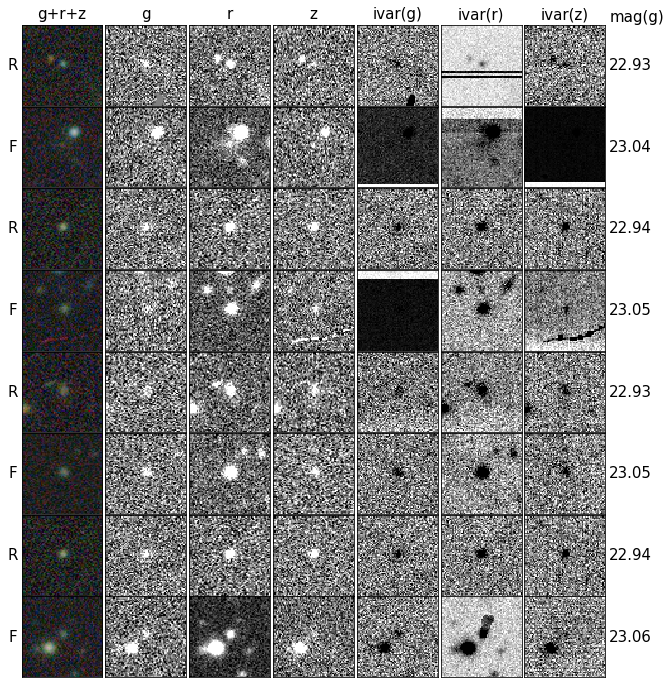 g+r+z g r z ivar(g) ivar(r) ivar(z) mag(g)
R 22.93
F 23.04
R 22.94
F 23.05
R 22.93
F 23.05
R 22.94
F 23.06